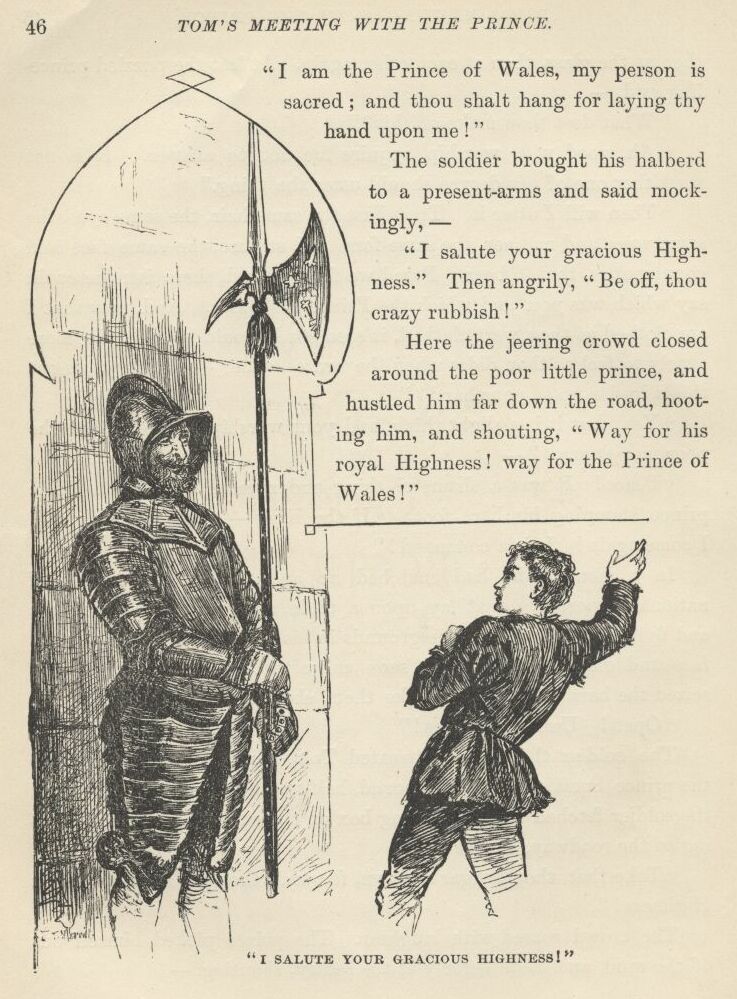 46
TOM'S MEETING WITH THE PRINCE.
“I am the Prince of Wales, my person is
sacred; and thou shalt hang for laying thy
hand upon me!”
The soldier brought his halberd
to a present-arms and said mock-
ingly, —
“I salute your gracious High-
ness.” Then angrily, “Be off, thou
crazy rubbish!”
Here the jeering crowd closed
around the poor little prince, and
hustled him far down the road, hoot-
ing him, and shouting, “Way for his
royal Highness! way for the Prince of
Wales!”
“I SALUTE YOUR GRACIOUS HIGHNESS!”